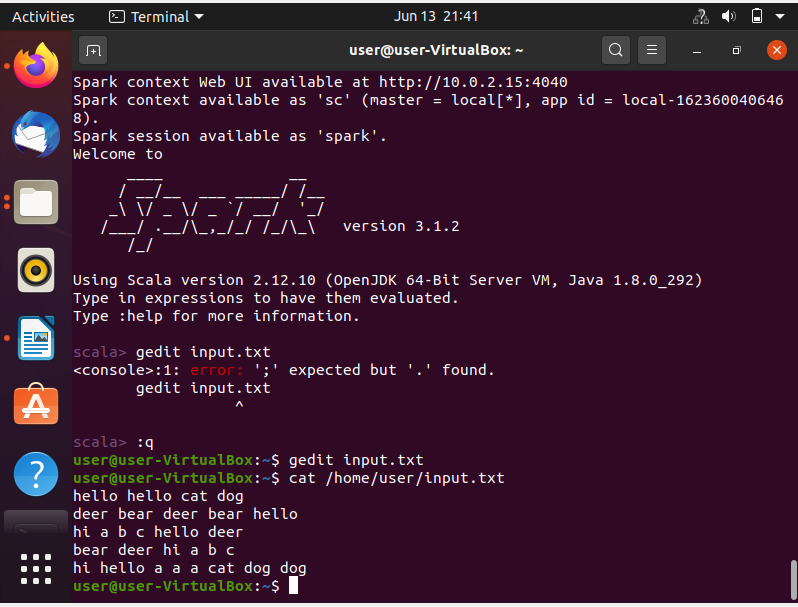 Activities Terminal Jun 13 21:41
user@user-VirtualBox: ~
Spark context Web UI available at http://10.0.2.15:4040
Spark context available as 'sc' (master = local[*], app id = local-162360040646
8).
Spark session available as 'spark'.
Welcome to
      ____              __
     / __/__  ___ _____/ /__
    _\ \/ _ \/ _ `/ __/  '_/
   /___/ .__/\_,_/_/ /_/\_\   version 3.1.2
      /_/
Using Scala version 2.12.10 (OpenJDK 64-Bit Server VM, Java 1.8.0_292)
Type in expressions to have them evaluated.
Type :help for more information.
scala> gedit input.txt
<console>:1: error: ';' expected but '.' found.
       gedit input.txt
                  ^
scala> :q
user@user-VirtualBox:~$ gedit input.txt
user@user-VirtualBox:~$ cat /home/user/input.txt
hello hello cat dog
deer bear deer bear hello
hi a b c hello deer
bear deer hi a b c
hi hello a a a cat dog dog
user@user-VirtualBox:~$